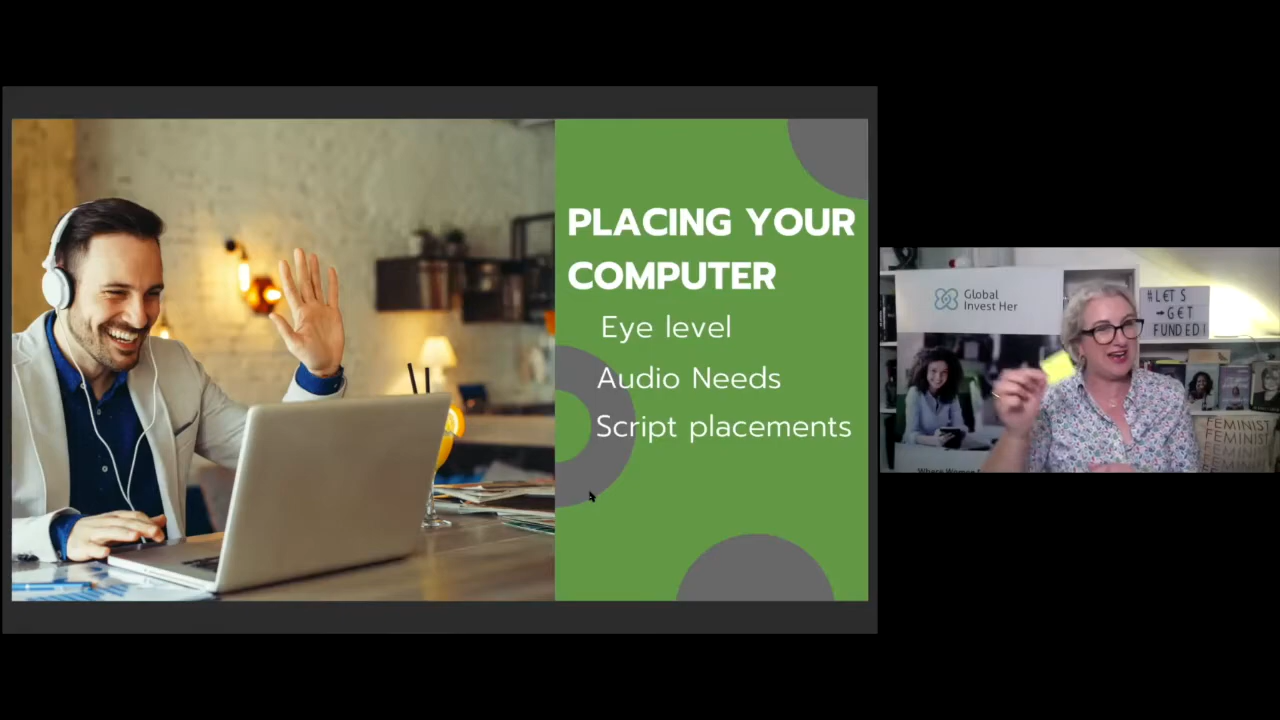 PLACING YOUR
COMPUTER
Eye level
Audio Needs
Script placements
Global
Invest Her
#LET'S
→GET
FUNDED!
FEMINIST
FEMINIST
FEMINIST